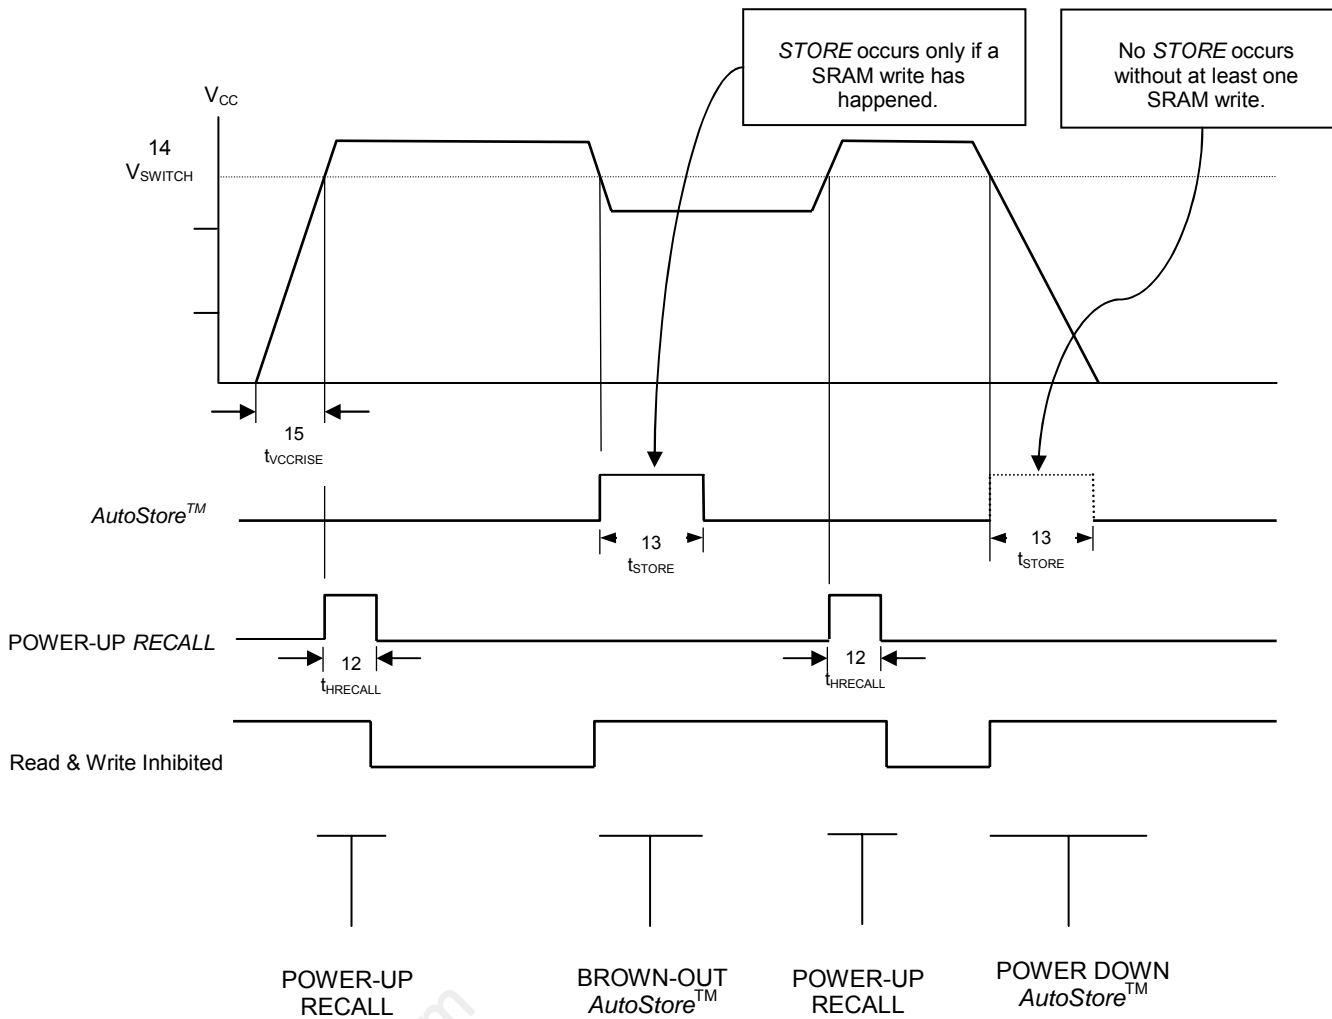 STORE occurs only if a
SRAM write has
happened.
No STORE occurs
without at least one
SRAM write.
VCC
14
VSWITCH
15
tVCCRISE
AutoStoreTM
13
tSTORE
13
tSTORE
POWER-UP RECALL
12
tHRECALL
12
tHRECALL
Read & Write Inhibited
POWER-UP
RECALL
BROWN-OUT
AutoStoreTM
POWER-UP
RECALL
POWER DOWN
AutoStoreTM